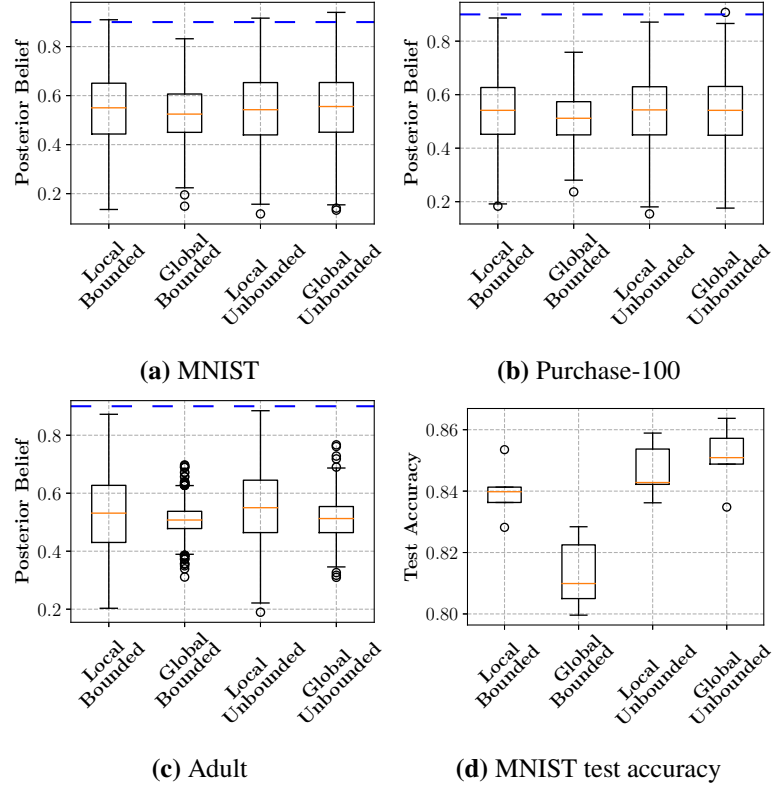 Posterior Belief
0.8
0.6
0.4
0.2
Local
Bounded
Global
Bounded
Local
Unbounded
Global
Unbounded
(a) MNIST
Posterior Belief
0.8
0.6
0.4
0.2
Local
Bounded
Global
Bounded
Local
Unbounded
Global
Unbounded
(b) Purchase-100
Posterior Belief
0.8
0.6
0.4
0.2
Local
Bounded
Global
Bounded
Local
Unbounded
Global
Unbounded
(c) Adult
Test Accuracy
0.86
0.84
0.82
0.80
Local
Bounded
Global
Bounded
Local
Unbounded
Global
Unbounded
(d) MNIST test accuracy